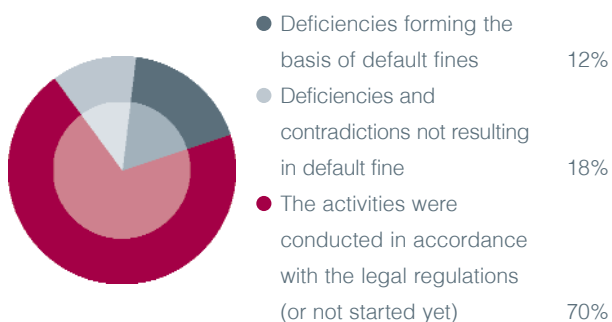 Deficiencies forming the
basis of default fines 12%
Deficiencies and
contradictions not resulting
in default fine 18%
The activities were
conducted in accordance
with the legal regulations
(or not started yet) 70%